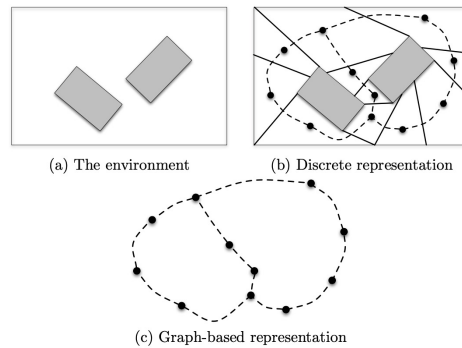 (a) The environment
(b) Discrete representation
(c) Graph-based representation